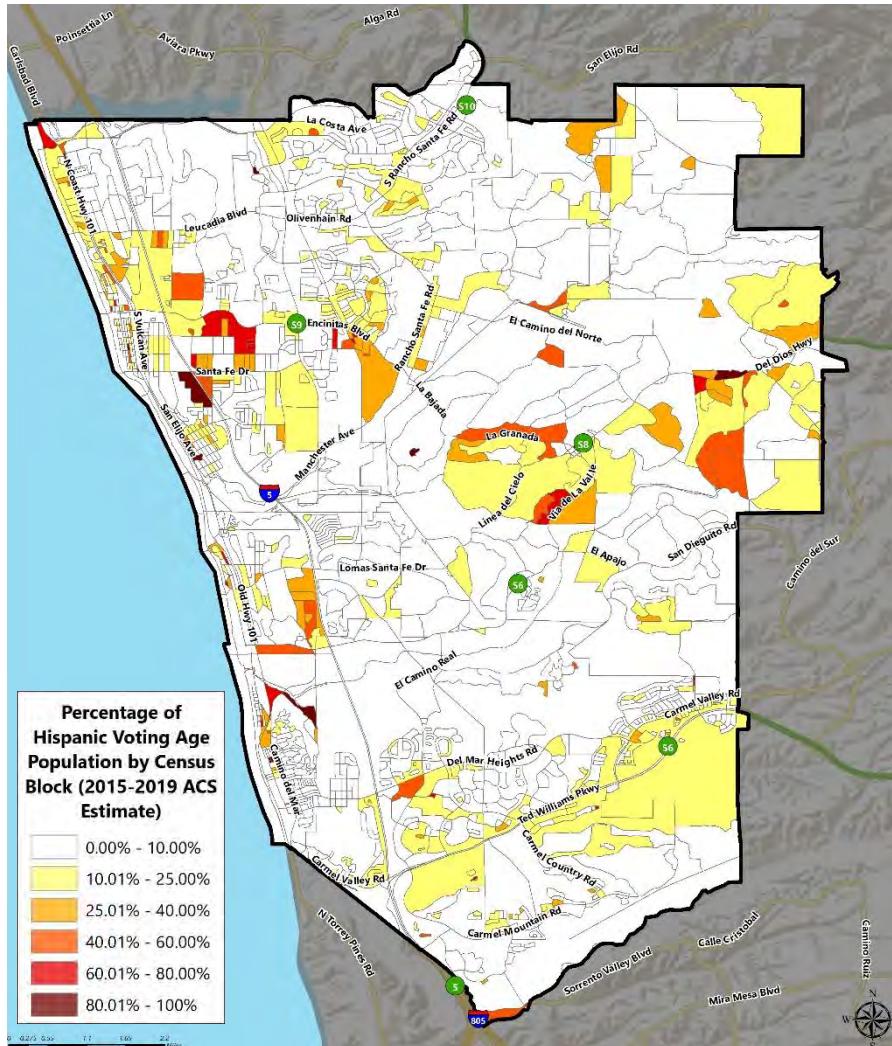 Poinsettia Ln
Alga Rd
Aviara Pkwy
San Elijo Rd
Carlsbad Blvd
S10
La Costa Ave
S Rancho Santa Fe Rd
N Coast Hwy 101
Leucadia Blvd
Olivenhain Rd
S Vulcan Ave
S9
Encinitas Blvd
Rancho Santa Fe Rd
El Camino del Norte
Del Dios Hwy
Santa Fe Dr
La Bajada
San Elijo Ave
Manchester Ave
La Granada
S8
5
Linea del Cielo
Via de La Valle
San Dieguito Rd
Camino del Sur
Lomas Santa Fe Dr
El Apajo
S6
Old Hwy 101
El Camino Real
Carmel Valley Rd
S6
Del Mar Heights Rd
Camino del Mar
Ted Williams Pkwy
Carmel Valley Rd
Carmel Country Rd
Carmel Mountain Rd
N Torrey Pines Rd
Calle Cristobal
Camino Ruiz
Sorrento Valley Blvd
Mira Mesa Blvd
5
805
N
W
Percentage of
Hispanic Voting Age
Population by Census
Block (2015-2019 ACS
Estimate)
0.00% - 10.00%
10.01% - 25.00%
25.01% - 40.00%
40.01% - 60.00%
60.01% - 80.00%
80.01% - 100%